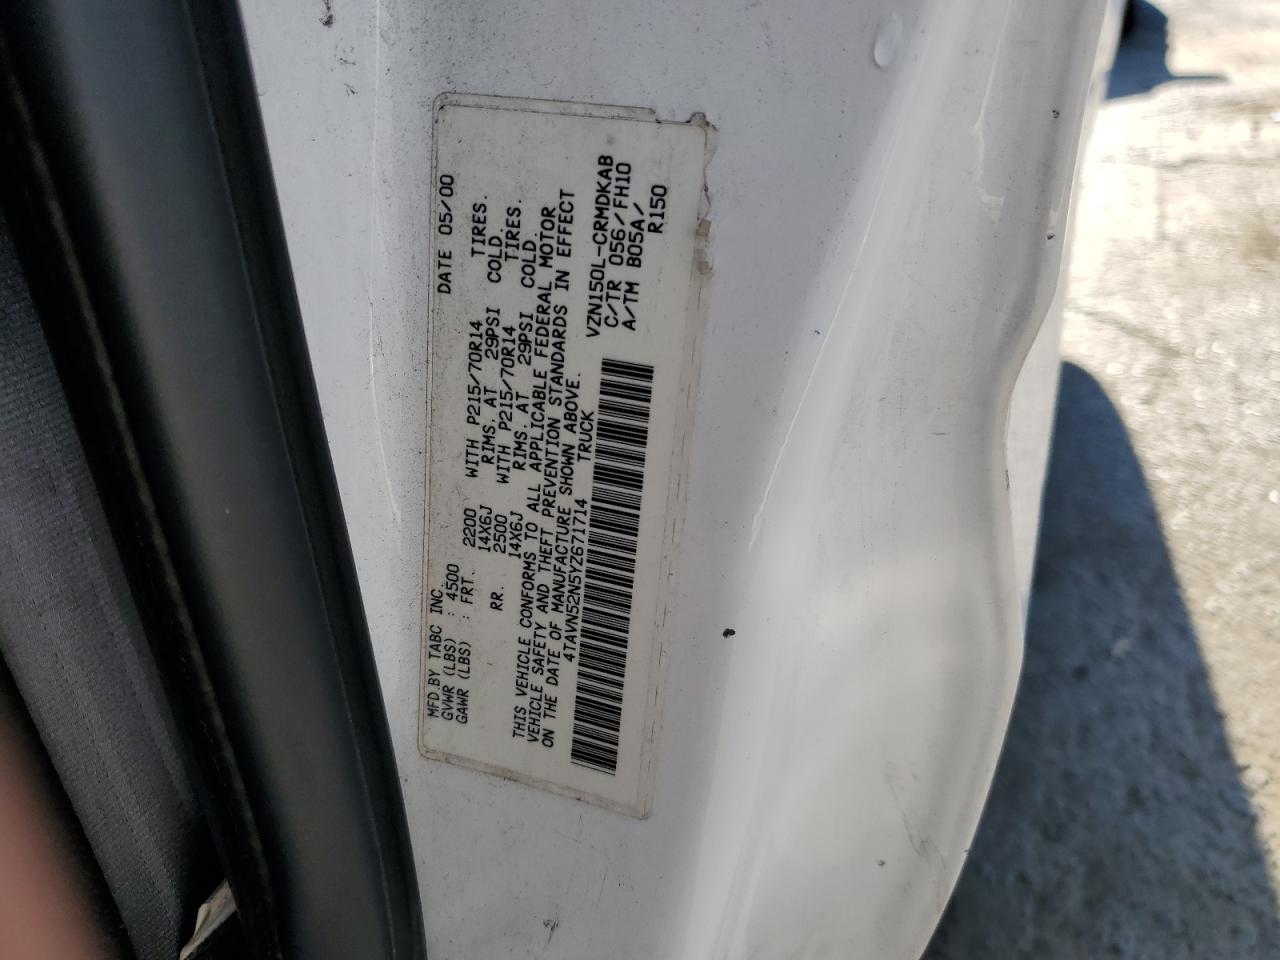 MFD.BY TABC INC. DATE 05/00
GVWR (LBS) : 4500
GAWR (LBS) : FRT. 2200 WITH P215/70R14 TIRES.
14X6J RIMS. AT 29PSI COLD.
RR. 2500 WITH P215/70R14 TIRES.
14X6J RIMS. AT 29PSI COLD.
THIS VEHICLE CONFORMS TO ALL APPLICABLE FEDERAL MOTOR
VEHICLE SAFETY AND THEFT PREVENTION STANDARDS IN EFFECT
ON THE DATE OF MANUFACTURE SHOWN ABOVE.
4TAVN52N5YZ671714 TRUCK
VZN150L-CRMDKAB
C/TR 056/FH10
A/TM B05A/
R150